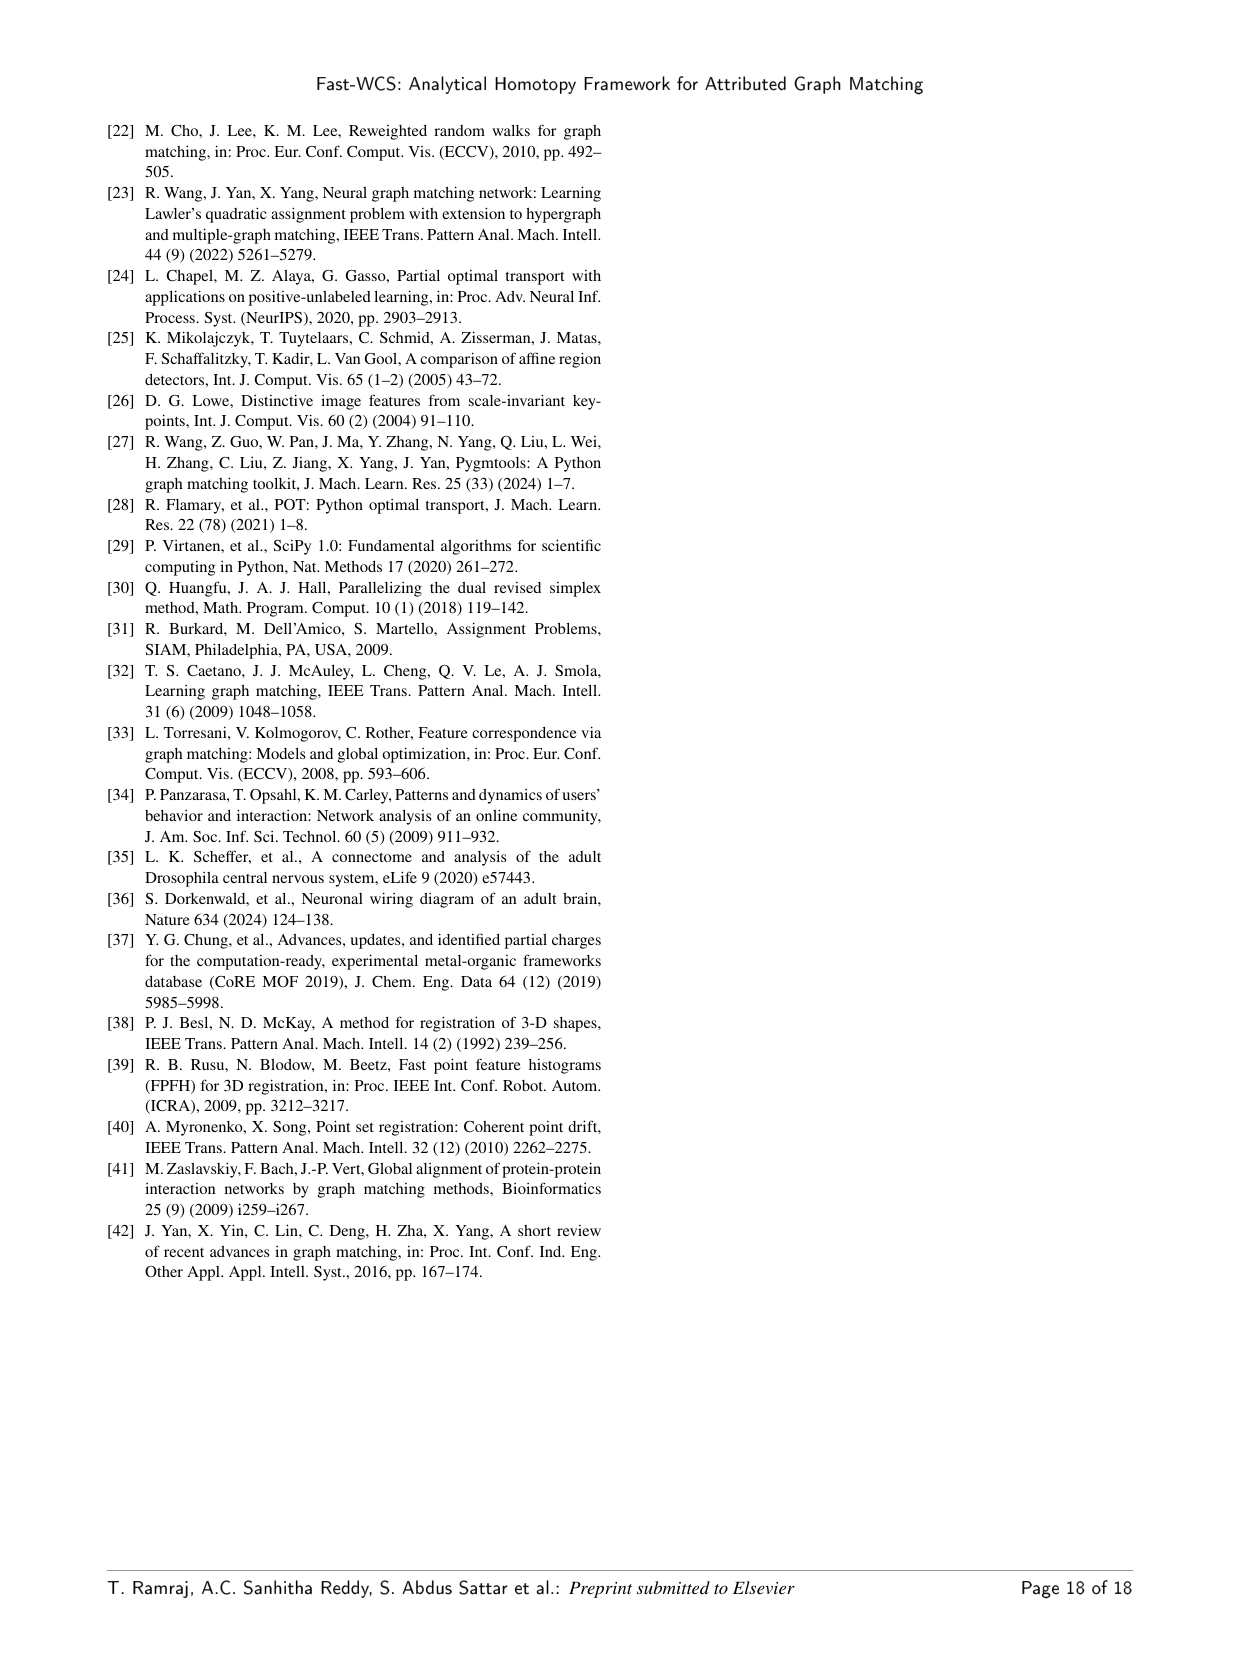 Fast-WCS: Analytical Homotopy Framework for Attributed Graph Matching
[22] M. Cho, J. Lee, K. M. Lee, Reweighted random walks for graph
matching, in: Proc. Eur. Conf. Comput. Vis. (ECCV), 2010, pp. 492–
505.
[23] R. Wang, J. Yan, X. Yang, Neural graph matching network: Learning
Lawler’s quadratic assignment problem with extension to hypergraph
and multiple-graph matching, IEEE Trans. Pattern Anal. Mach. Intell.
44 (9) (2022) 5261–5279.
[24] L. Chapel, M. Z. Alaya, G. Gasso, Partial optimal transport with
applications on positive-unlabeled learning, in: Proc. Adv. Neural Inf.
Process. Syst. (NeurIPS), 2020, pp. 2903–2913.
[25] K. Mikolajczyk, T. Tuytelaars, C. Schmid, A. Zisserman, J. Matas,
F. Schaffalitzky, T. Kadir, L. Van Gool, A comparison of affine region
detectors, Int. J. Comput. Vis. 65 (1–2) (2005) 43–72.
[26] D. G. Lowe, Distinctive image features from scale-invariant key-
points, Int. J. Comput. Vis. 60 (2) (2004) 91–110.
[27] R. Wang, Z. Guo, W. Pan, J. Ma, Y. Zhang, N. Yang, Q. Liu, L. Wei,
H. Zhang, C. Liu, Z. Jiang, X. Yang, J. Yan, Pygmtools: A Python
graph matching toolkit, J. Mach. Learn. Res. 25 (33) (2024) 1–7.
[28] R. Flamary, et al., POT: Python optimal transport, J. Mach. Learn.
Res. 22 (78) (2021) 1–8.
[29] P. Virtanen, et al., SciPy 1.0: Fundamental algorithms for scientific
computing in Python, Nat. Methods 17 (2020) 261–272.
[30] Q. Huangfu, J. A. J. Hall, Parallelizing the dual revised simplex
method, Math. Program. Comput. 10 (1) (2018) 119–142.
[31] R. Burkard, M. Dell’Amico, S. Martello, Assignment Problems,
SIAM, Philadelphia, PA, USA, 2009.
[32] T. S. Caetano, J. J. McAuley, L. Cheng, Q. V. Le, A. J. Smola,
Learning graph matching, IEEE Trans. Pattern Anal. Mach. Intell.
31 (6) (2009) 1048–1058.
[33] L. Torresani, V. Kolmogorov, C. Rother, Feature correspondence via
graph matching: Models and global optimization, in: Proc. Eur. Conf.
Comput. Vis. (ECCV), 2008, pp. 593–606.
[34] P. Panzarasa, T. Opsahl, K. M. Carley, Patterns and dynamics of users’
behavior and interaction: Network analysis of an online community,
J. Am. Soc. Inf. Sci. Technol. 60 (5) (2009) 911–932.
[35] L. K. Scheffer, et al., A connectome and analysis of the adult
Drosophila central nervous system, eLife 9 (2020) e57443.
[36] S. Dorkenwald, et al., Neuronal wiring diagram of an adult brain,
Nature 634 (2024) 124–138.
[37] Y. G. Chung, et al., Advances, updates, and identified partial charges
for the computation-ready, experimental metal-organic frameworks
database (CoRE MOF 2019), J. Chem. Eng. Data 64 (12) (2019)
5985–5998.
[38] P. J. Besl, N. D. McKay, A method for registration of 3-D shapes,
IEEE Trans. Pattern Anal. Mach. Intell. 14 (2) (1992) 239–256.
[39] R. B. Rusu, N. Blodow, M. Beetz, Fast point feature histograms
(FPFH) for 3D registration, in: Proc. IEEE Int. Conf. Robot. Autom.
(ICRA), 2009, pp. 3212–3217.
[40] A. Myronenko, X. Song, Point set registration: Coherent point drift,
IEEE Trans. Pattern Anal. Mach. Intell. 32 (12) (2010) 2262–2275.
[41] M. Zaslavskiy, F. Bach, J.-P. Vert, Global alignment of protein-protein
interaction networks by graph matching methods, Bioinformatics
25 (9) (2009) i259–i267.
[42] J. Yan, X. Yin, C. Lin, C. Deng, H. Zha, X. Yang, A short review
of recent advances in graph matching, in: Proc. Int. Conf. Ind. Eng.
Other Appl. Appl. Intell. Syst., 2016, pp. 167–174.
T. Ramraj, A.C. Sanhitha Reddy, S. Abdus Sattar et al.: Preprint submitted to Elsevier Page 18 of 18